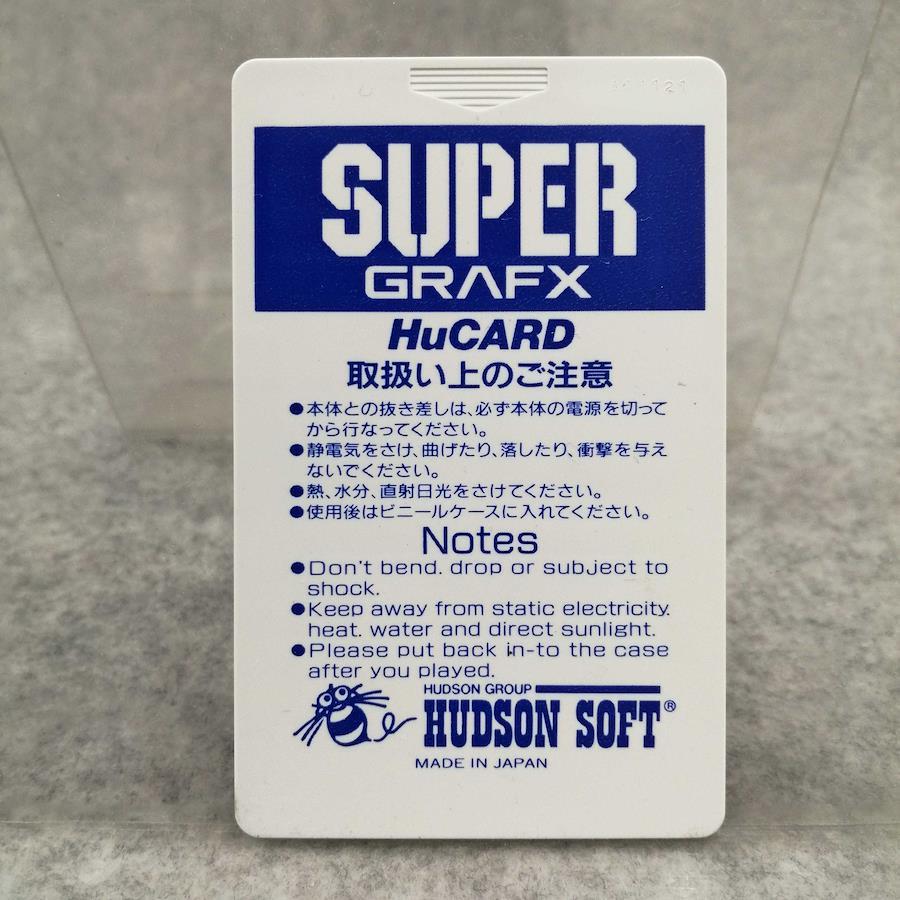 SUPER
GRAFX
HuCARD
取扱い上のご注意
●本体との抜き差しは、必ず本体の電源を切って
から行なってください。
●静電気をさけ、曲げたり、落したり、衝撃を与え
ないでください。
●熱、水分、直射日光をさけてください。
●使用後はビニールケースに入れてください。
Notes
●Don't bend. drop or subject to
shock.
●Keep away from static electricity.
heat. water and direct sunlight.
●Please put back in-to the case
after you played.
HUDSON GROUP
HUDSON SOFT®
MADE IN JAPAN